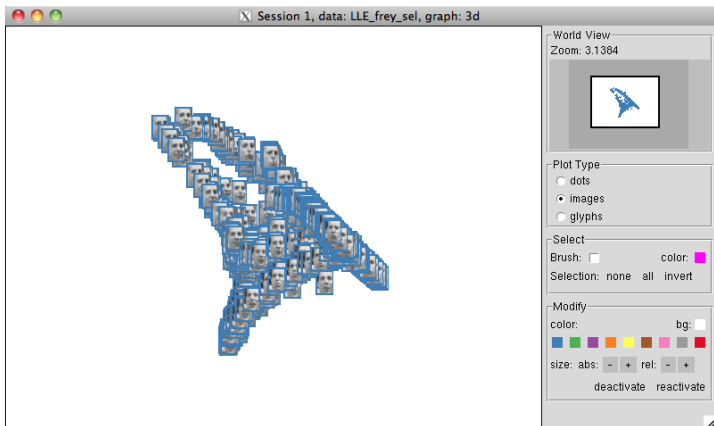 Session 1, data: LLE_frey_sel, graph: 3d
World View
Zoom: 3.1384
Plot Type
dots
images
glyphs
Select
Brush: color:
Selection: none all invert
Modify
color: bg:
size: abs: - + rel: - +
deactivate reactivate